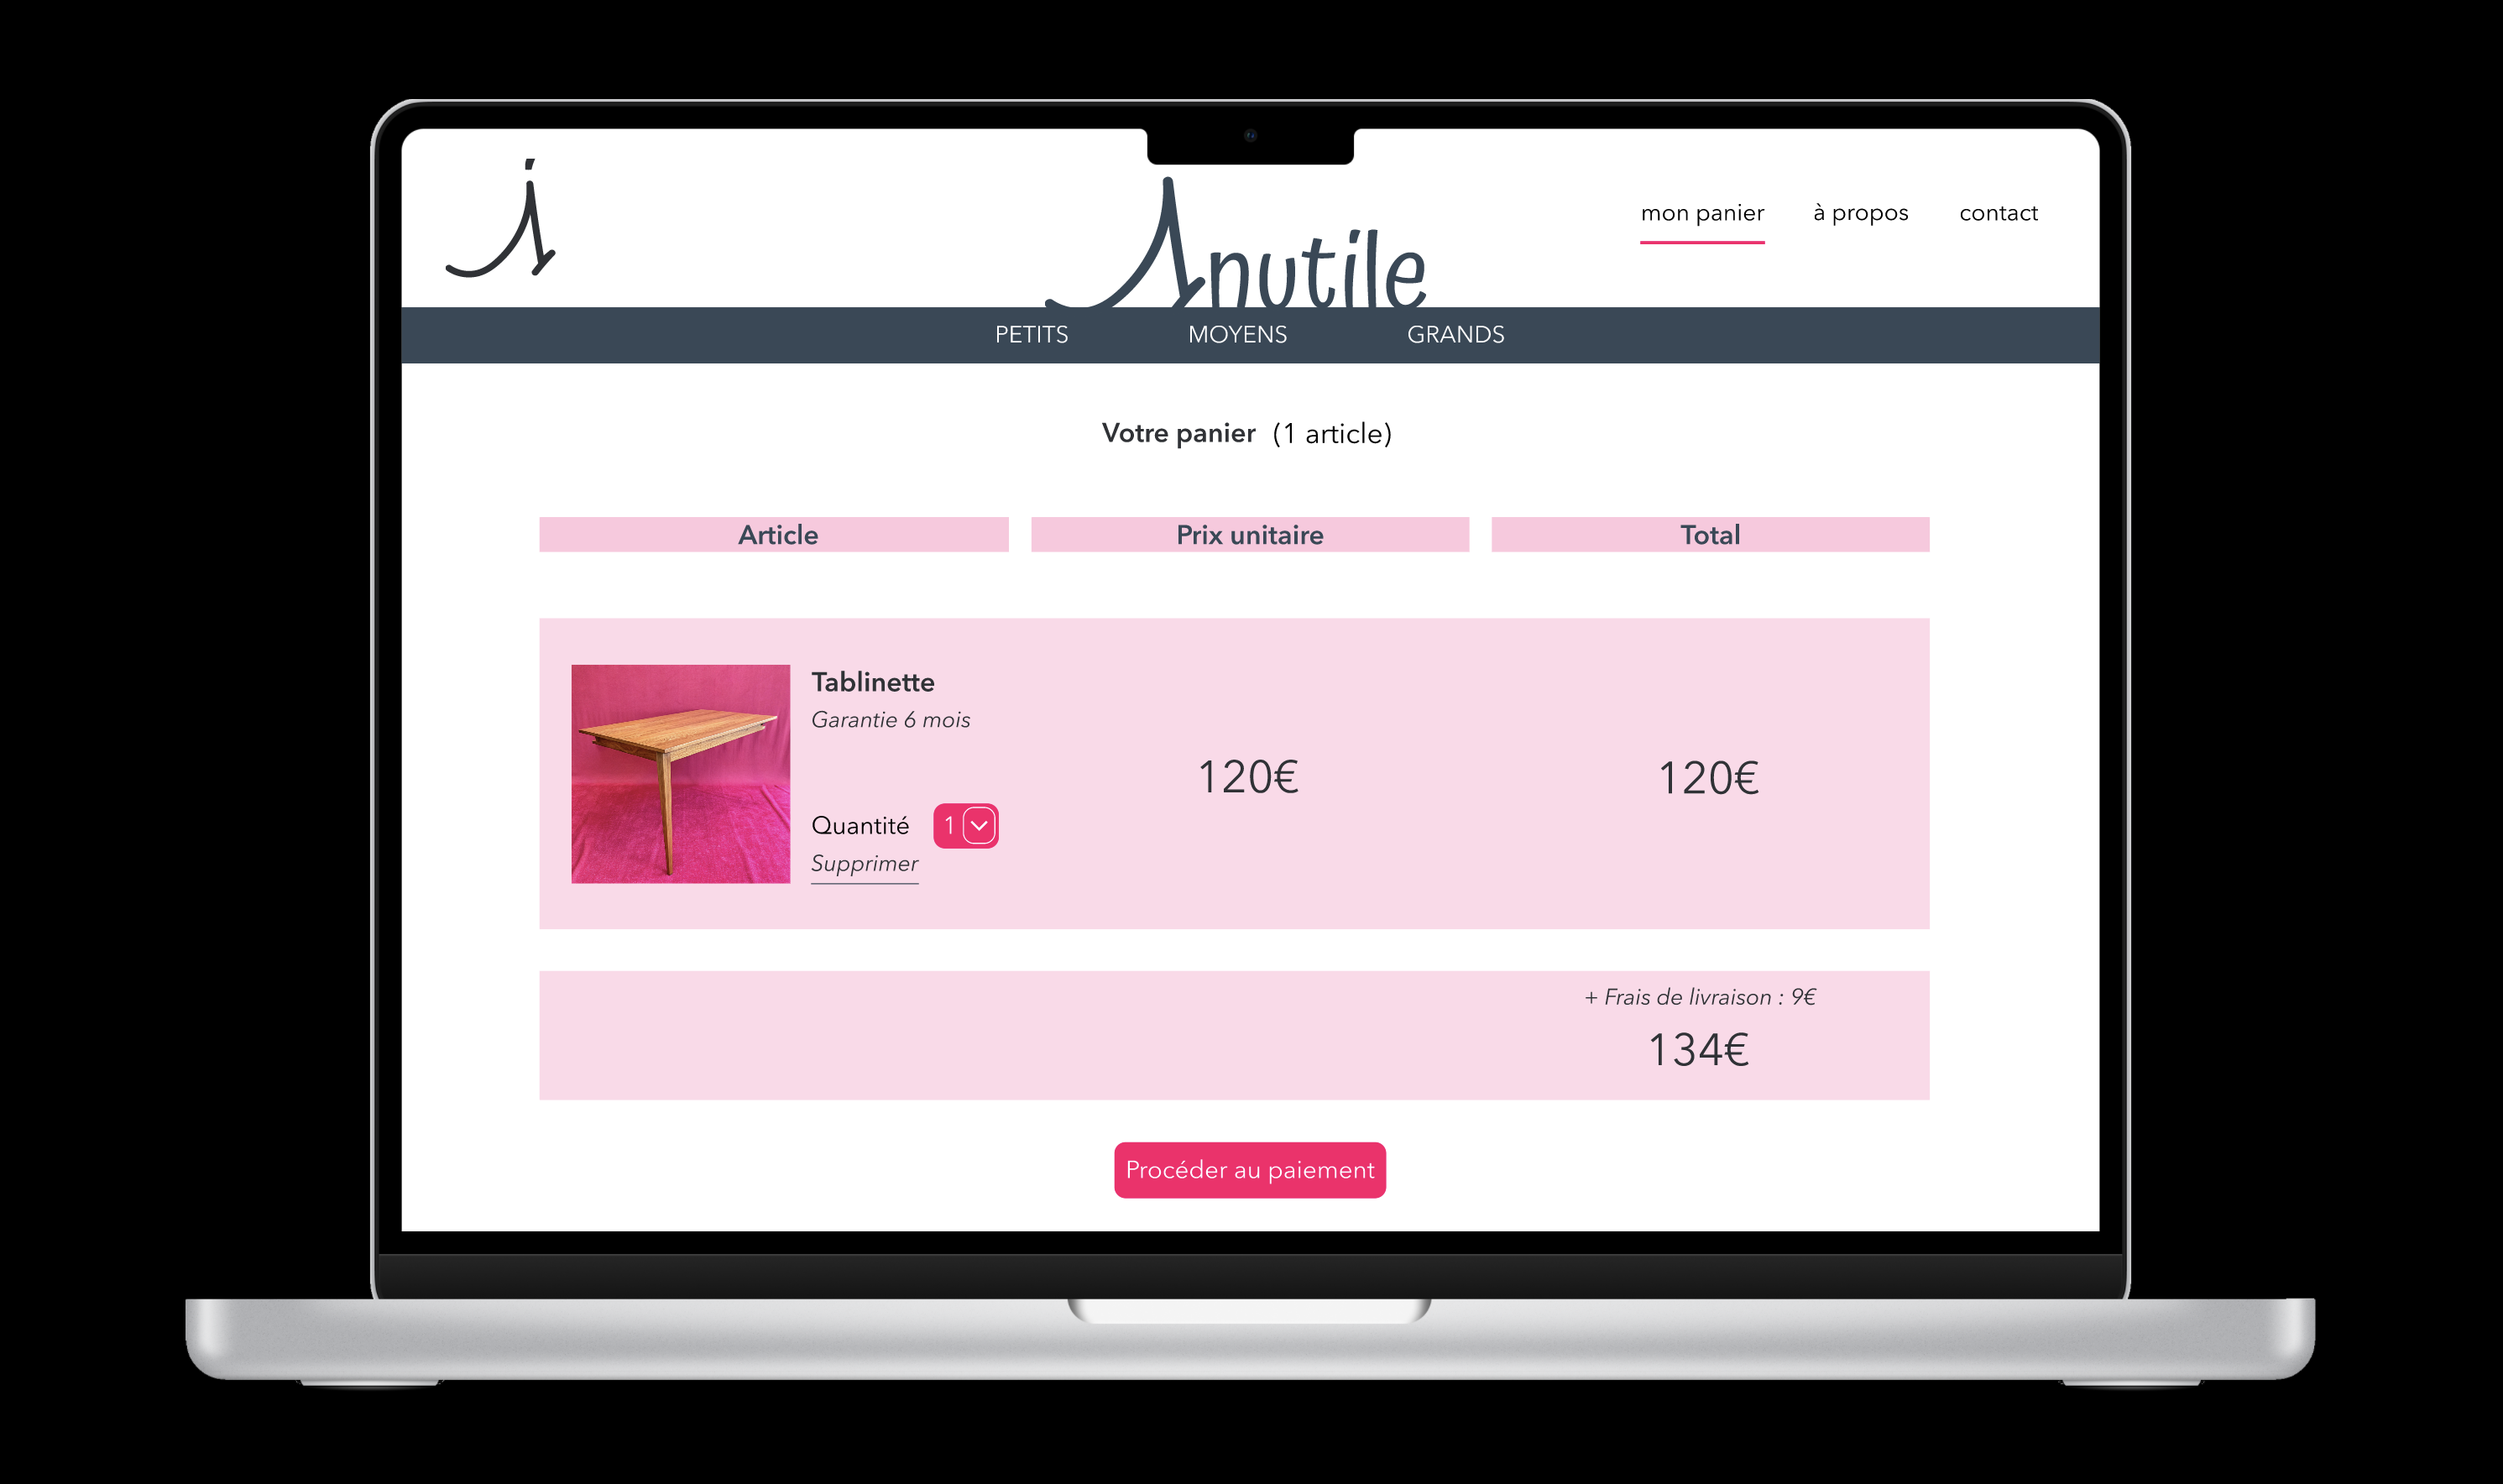 i
mon panier à propos contact
Inutile
PETITS MOYENS GRANDS
Votre panier (1 article)
Article Prix unitaire Total
Tablinette
Garantie 6 mois
120€ 120€
Quantité 1
Supprimer
+ Frais de livraison : 9€
134€
Procéder au paiement